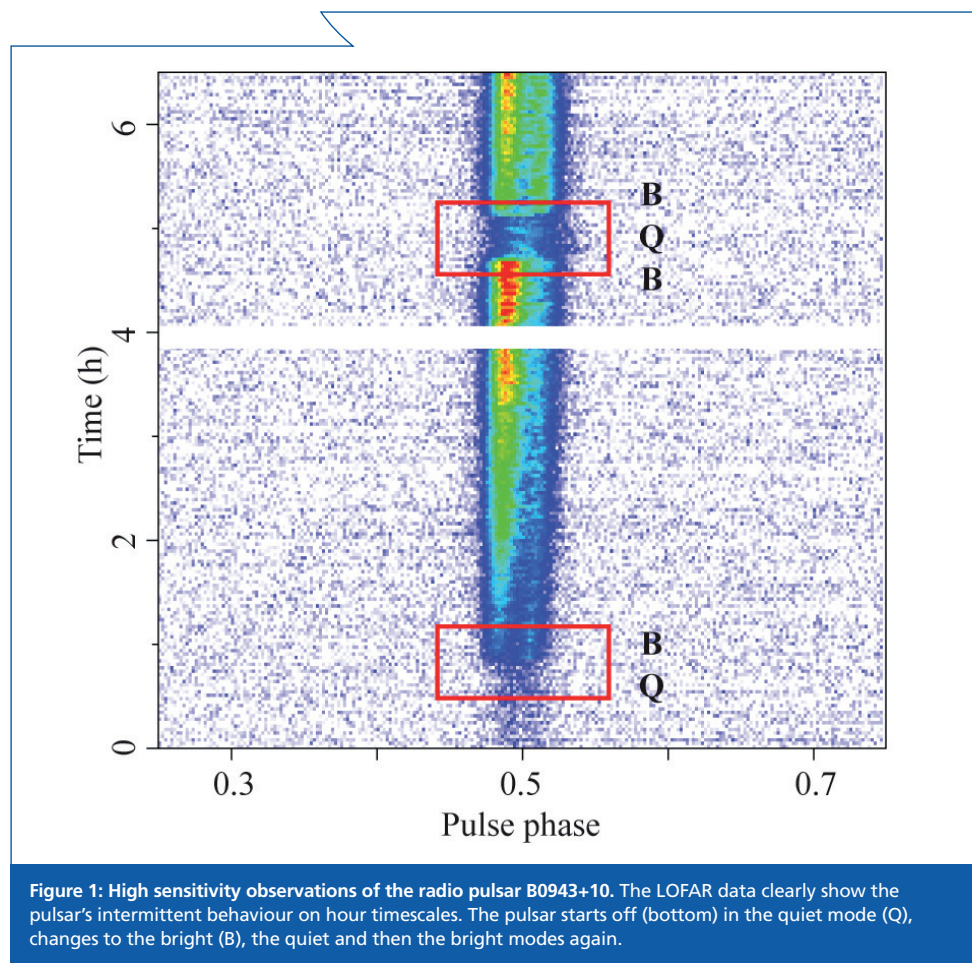 6
B
Q
B
4
Time (h)
2
B
Q
0
0.3 0.5 0.7
Pulse phase
Figure 1: High sensitivity observations of the radio pulsar B0943+10. The LOFAR data clearly show the
pulsar's intermittent behaviour on hour timescales. The pulsar starts off (bottom) in the quiet mode (Q),
changes to the bright (B), the quiet and then the bright modes again.